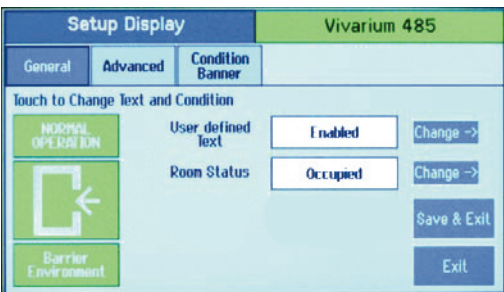 Setup Display
Vivarium 485
General
Advanced
Condition
Banner
Touch to Change Text and Condition
NORMAL
OPERATION
User defined
Text
Enabled
Change ->
Room Status
Occupied
Change ->
Save & Exit
Barrier
Environment
Exit